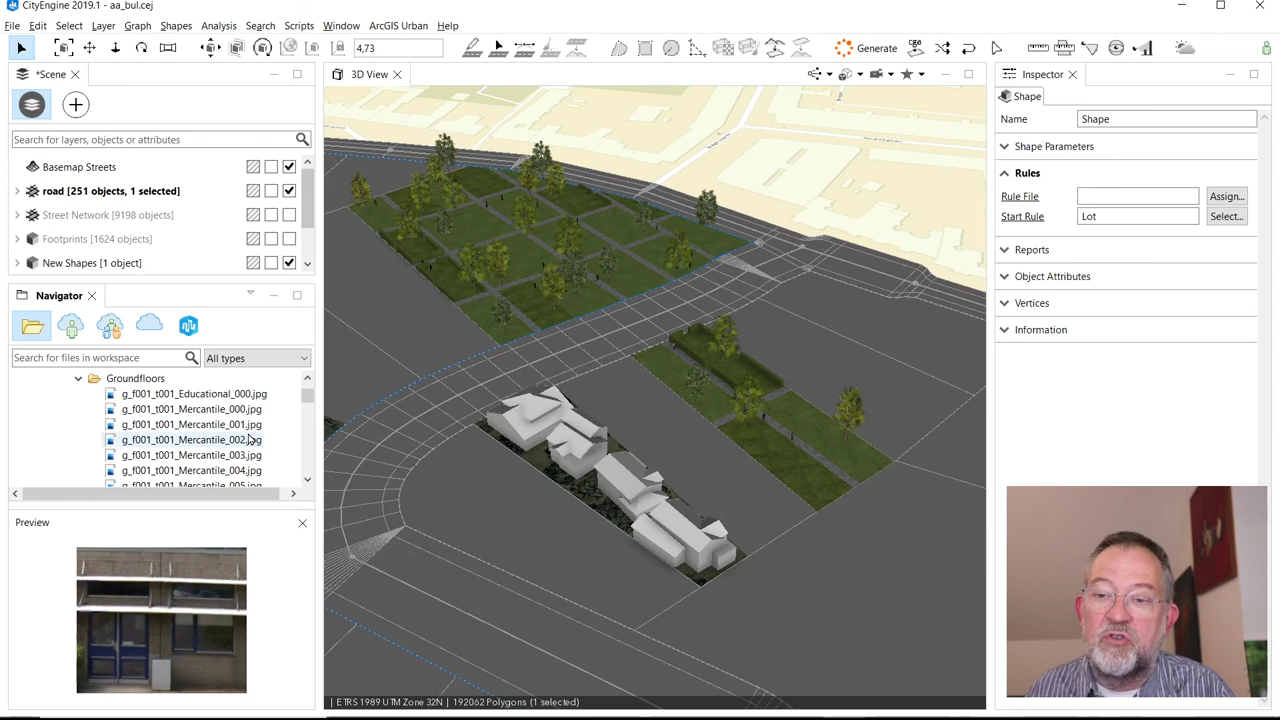 CityEngine 2019.1 - aa_bul.cej
File Edit Select Layer Graph Shapes Analysis Search Scripts Window ArcGIS Urban Help
4,73
Generate
*Scene
3D View
Inspector
Shape
Search for layers, objects or attributes
Name Shape
Shape Parameters
Basemap Streets
Rules
road [251 objects, 1 selected]
Rule File Assign...
Street Network [9198 objects]
Start Rule Lot Select...
Footprints [1624 objects]
Reports
New Shapes [1 object]
Object Attributes
Navigator
Vertices
Information
Search for files in workspace All types
Groundfloors
g_f001_t001_Educational_000.jpg
g_f001_t001_Mercantile_000.jpg
g_f001_t001_Mercantile_001.jpg
g_f001_t001_Mercantile_002.jpg
g_f001_t001_Mercantile_003.jpg
g_f001_t001_Mercantile_004.jpg
g_f001_t001_Mercantile_005.jpg
Preview
ETRS 1989 UTM Zone 32N | 192062 Polygons (1 selected)